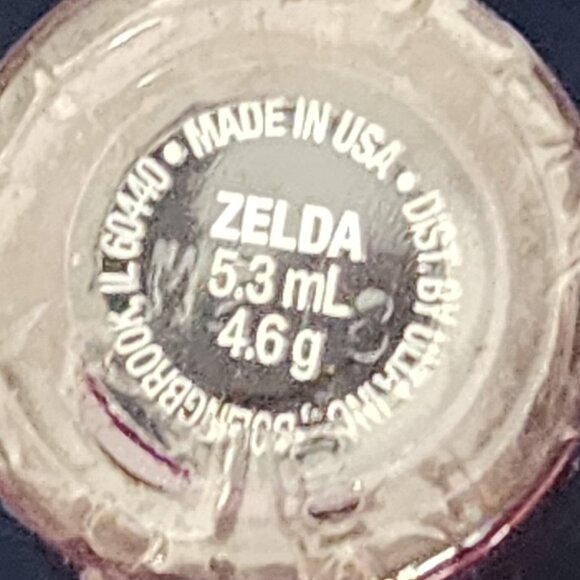 MADE IN USA • DIST. BY ULTA INC., BOLINGBROOK, IL 60440 •
ZELDA
5.3 mL
4.6 g